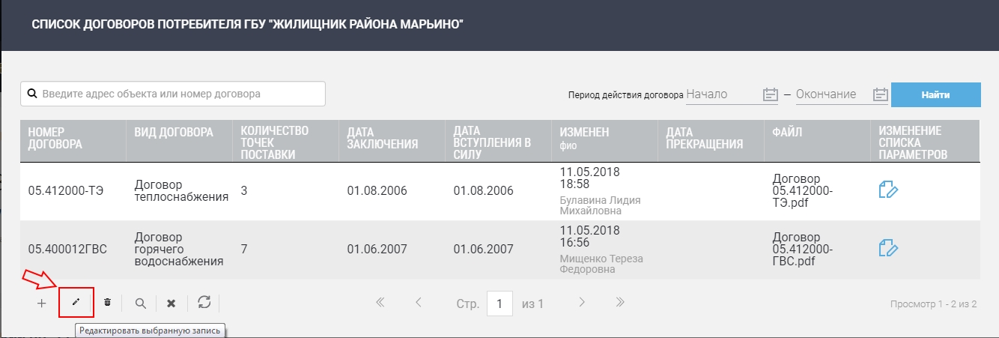 СПИСОК ДОГОВОРОВ ПОТРЕБИТЕЛЯ ГБУ "ЖИЛИЩНИК РАЙОНА МАРЬИНО"
Введите адрес объекта или номер договора
Период действия договора Начало – Окончание Найти
НОМЕР ДОГОВОРА
ВИД ДОГОВОРА
КОЛИЧЕСТВО ТОЧЕК ПОСТАВКИ
ДАТА ЗАКЛЮЧЕНИЯ
ДАТА ВСТУПЛЕНИЯ В СИЛУ
ИЗМЕНЕН
фио
ДАТА ПРЕКРАЩЕНИЯ
ФАЙЛ
ИЗМЕНЕНИЕ СПИСКА ПАРАМЕТРОВ
05.412000-ТЭ
Договор
теплоснабжения
3
01.08.2006
01.08.2006
11.05.2018
18:58
Булавина Лидия
Михайловна
Договор
05.412000-
ТЭ.pdf
05.400012ГВС
Договор
горячего
водоснабжения
7
01.06.2007
01.06.2007
11.05.2018
16:56
Мищенко Тереза
Федоровна
Договор
05.412000-
ГВС.pdf
Стр. 1 из 1
Просмотр 1 - 2 из 2
Редактировать выбранную запись